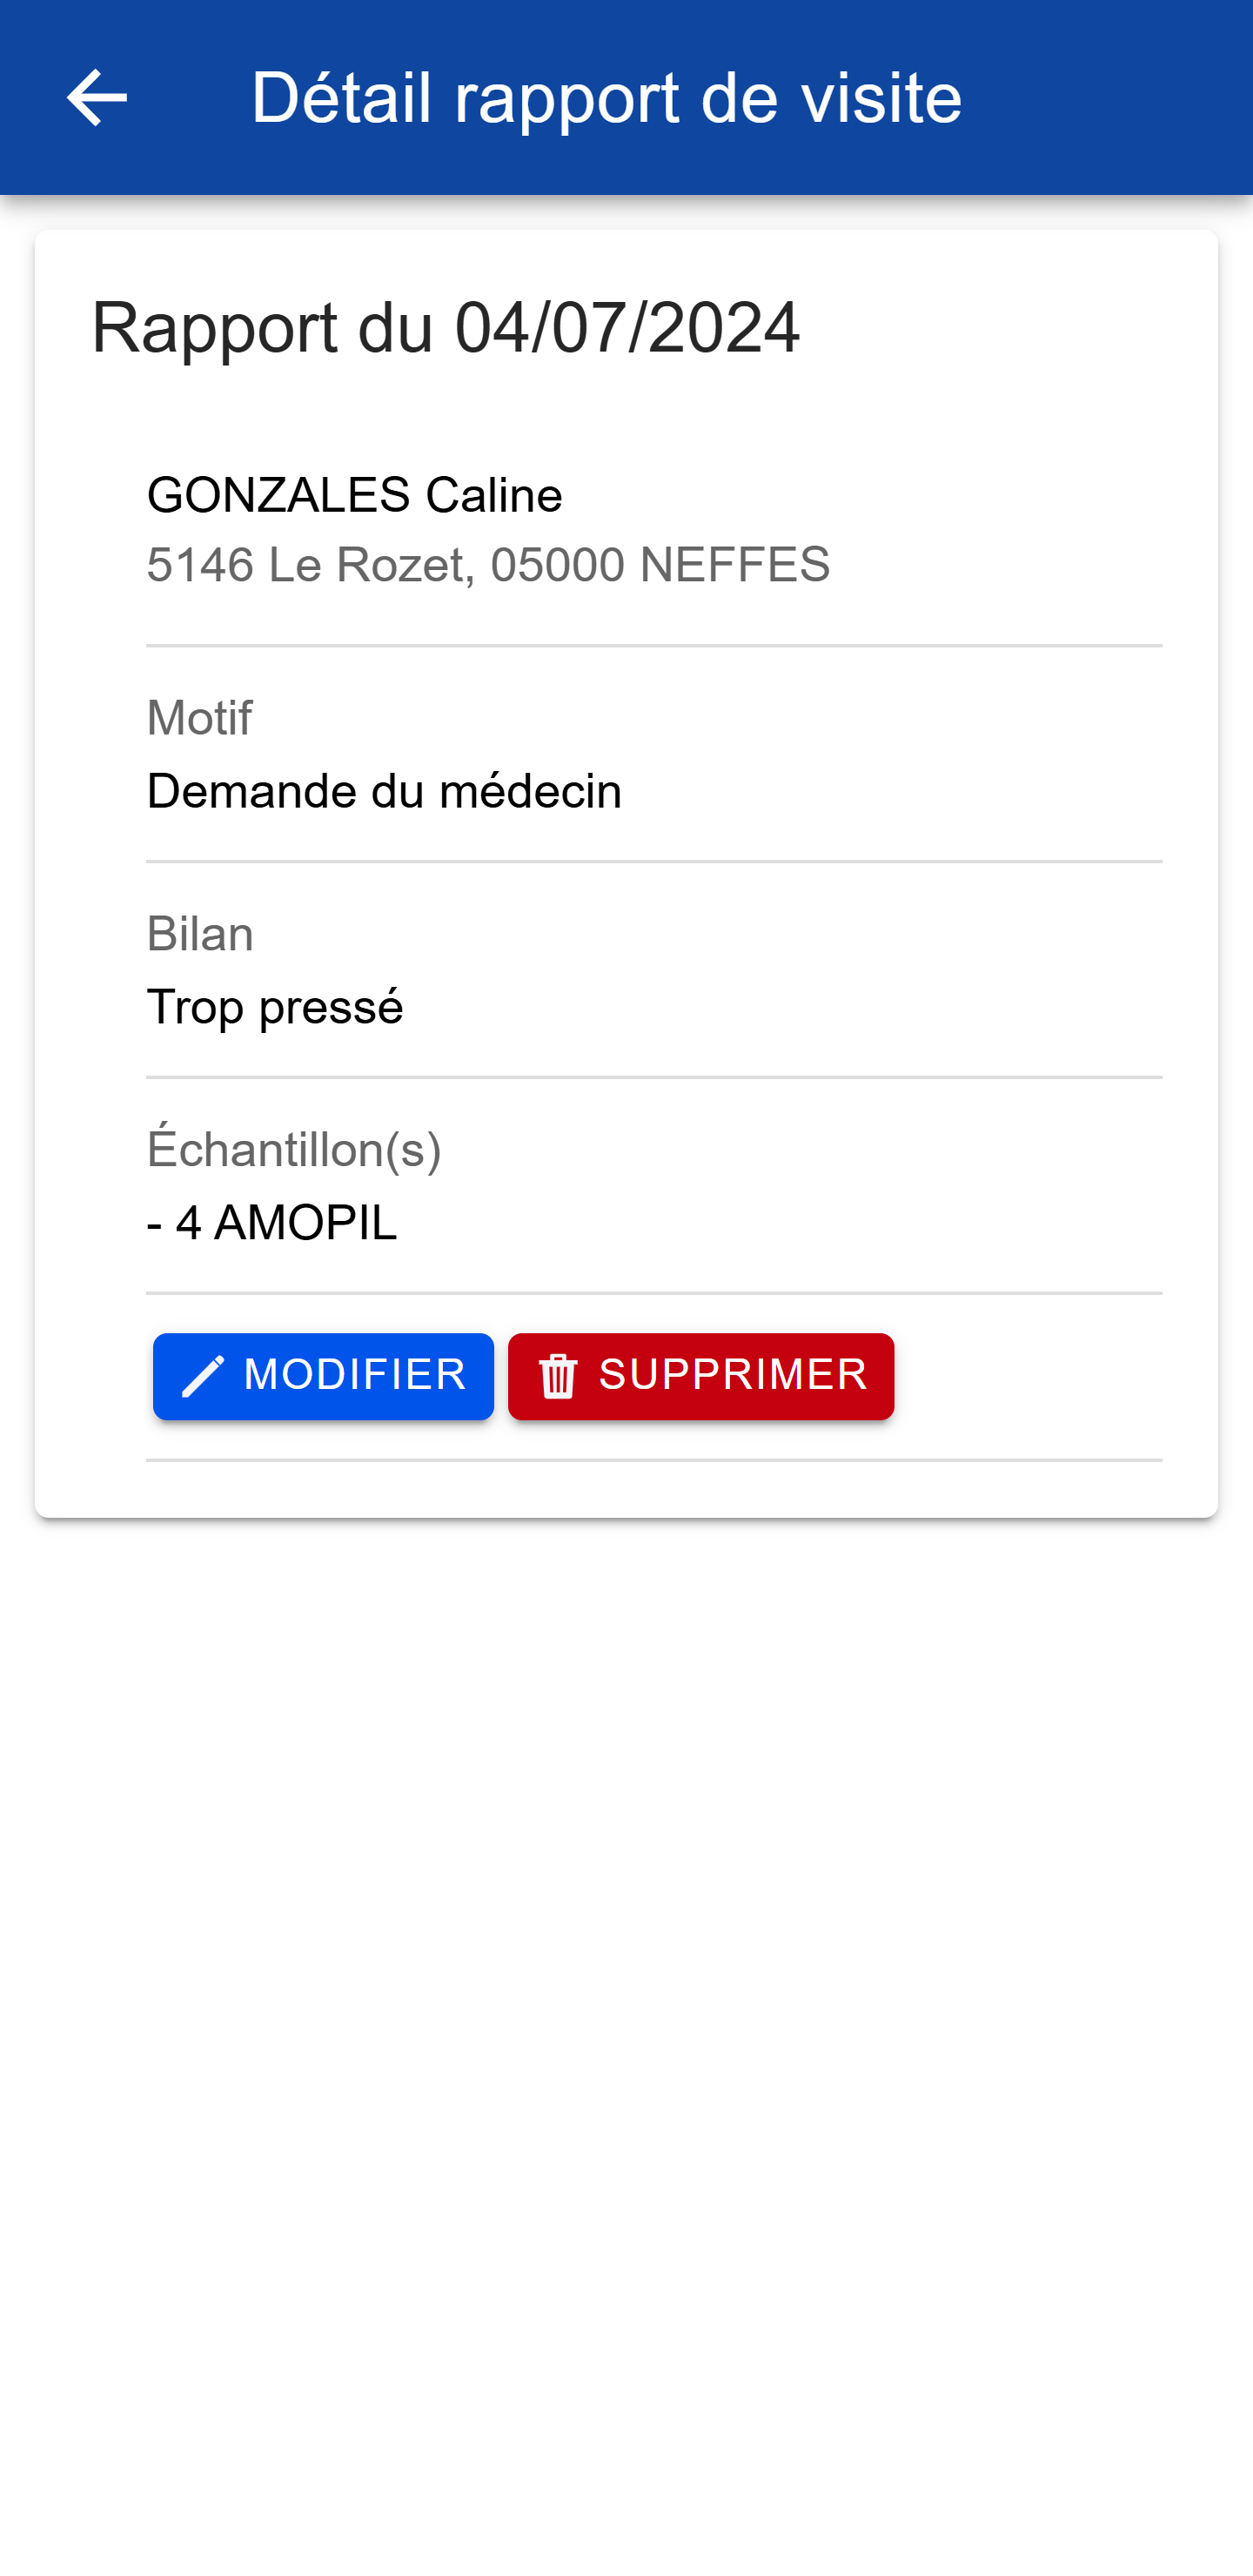 Détail rapport de visite
Rapport du 04/07/2024
GONZALES Caline
5146 Le Rozet, 05000 NEFFES
Motif
Demande du médecin
Bilan
Trop pressé
Échantillon(s)
- 4 AMOPIL
MODIFIER SUPPRIMER